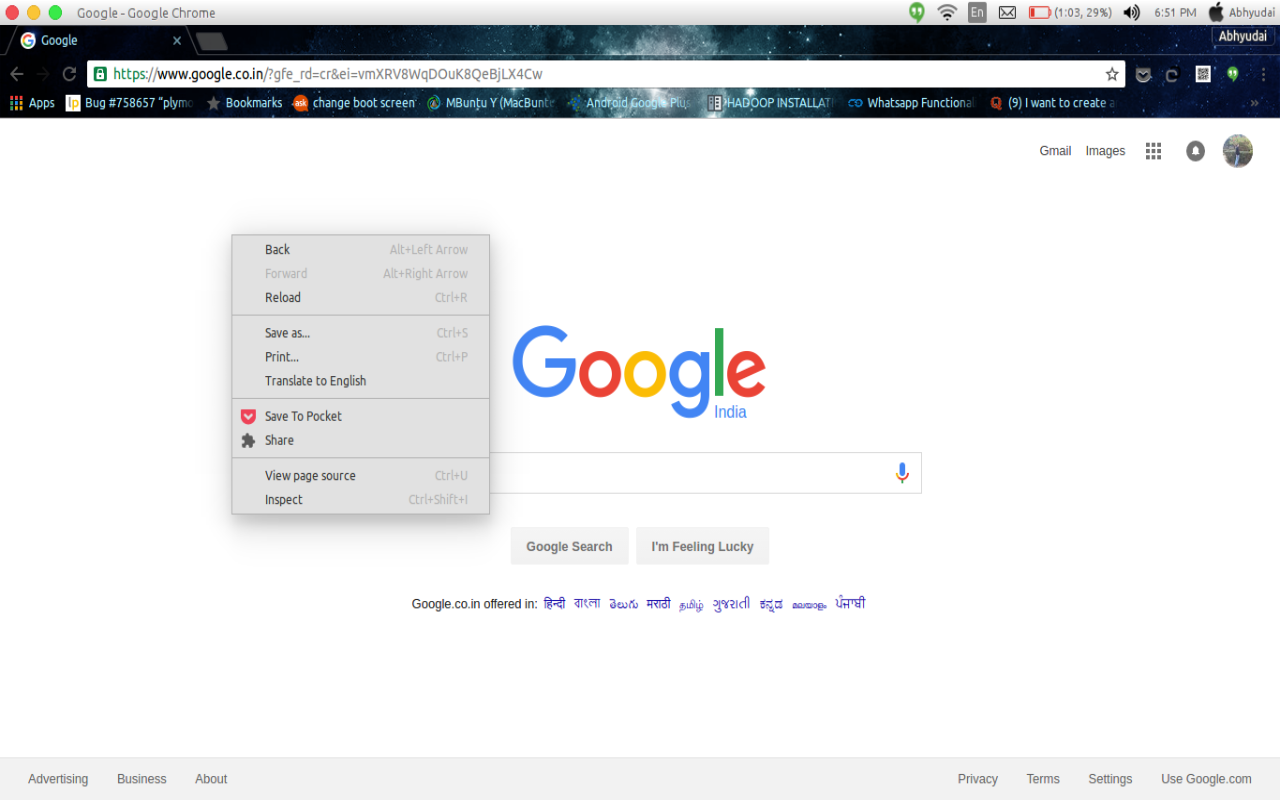 Google - Google Chrome En (1:03, 29%) 6:51 PM Abhyudai
Google Abhyudai
https://www.google.co.in/?gfe_rd=cr&ei=vmXRV8WqDOuK8QeBjLX4Cw
Apps lp Bug #758657 “plymo Bookmarks ask change boot screen MBuntu Y (MacBunt Android Google Plus HADOOP INSTALLAT Whatsapp Functional Q (9) I want to create a »
Gmail Images
Back Alt+Left Arrow
Forward Alt+Right Arrow
Reload Ctrl+R
Save as... Ctrl+S
Print... Ctrl+P
Translate to English
Save To Pocket
Share
View page source Ctrl+U
Inspect Ctrl+Shift+I
Google
India
Google Search I'm Feeling Lucky
Google.co.in offered in: हिन्दी বাংলা తెలుగు मराठी தமிழ் ગુજરાતી ಕನ್ನಡ മലയാളം ਪੰਜਾਬੀ
Advertising Business About Privacy Terms Settings Use Google.com